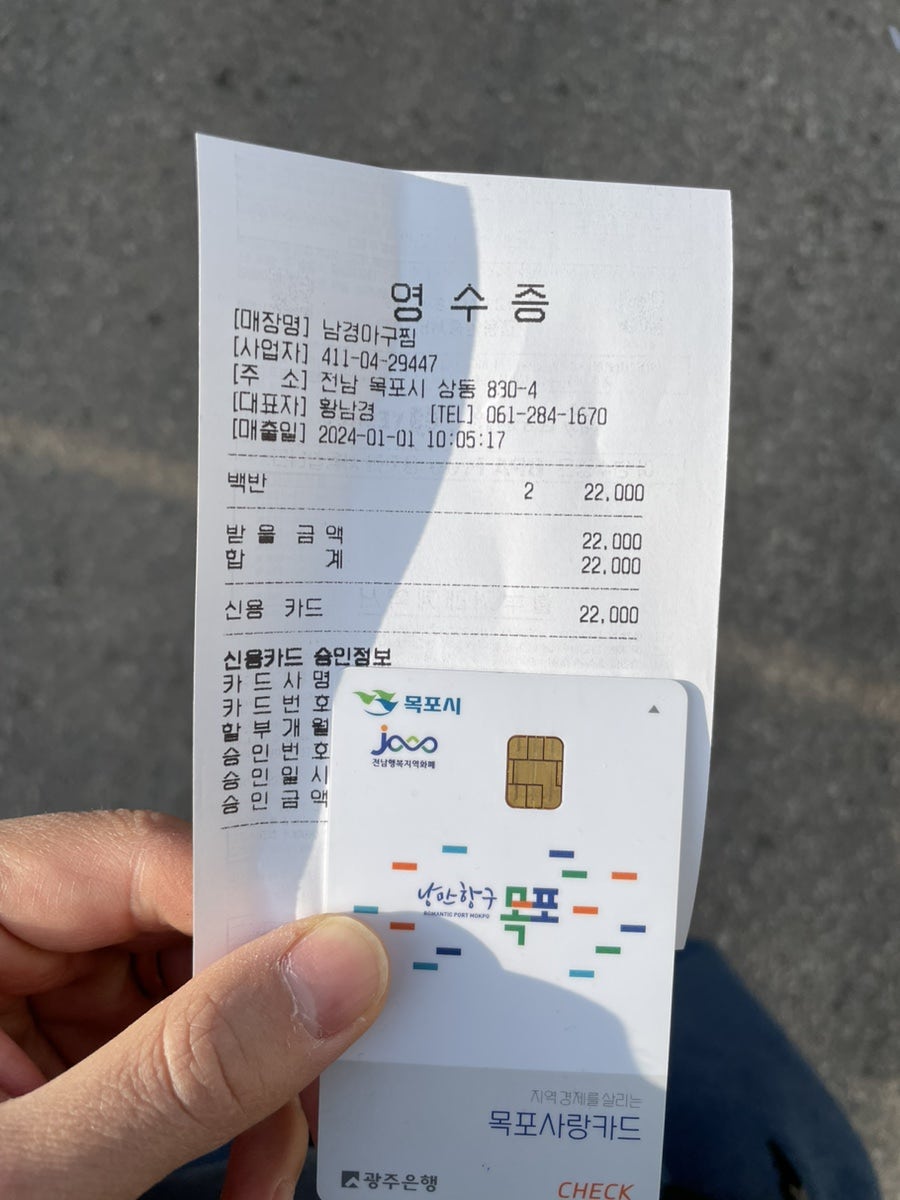 영 수 증
[매장명] 남경아구찜
[사업자] 411-04-29447
[주 소] 전남 목포시 상동 830-4
[대표자] 황남경 [TEL] 061-284-1670
[매출일] 2024-01-01 10:05:17
백반 2 22,000
받 을 금 액 22,000
합 계 22,000
신용 카드 22,000
신용카드 승인정보
카 드 사 명
카 드 번 호
할 부 개 월
승 인 번 호
승 인 일 시
승 인 금 액
목포시
전남행복지역화폐
낭만항구 목포
ROMANTIC PORT MOKPO
지역 경제를 살리는
목포사랑카드
광주은행
CHECK